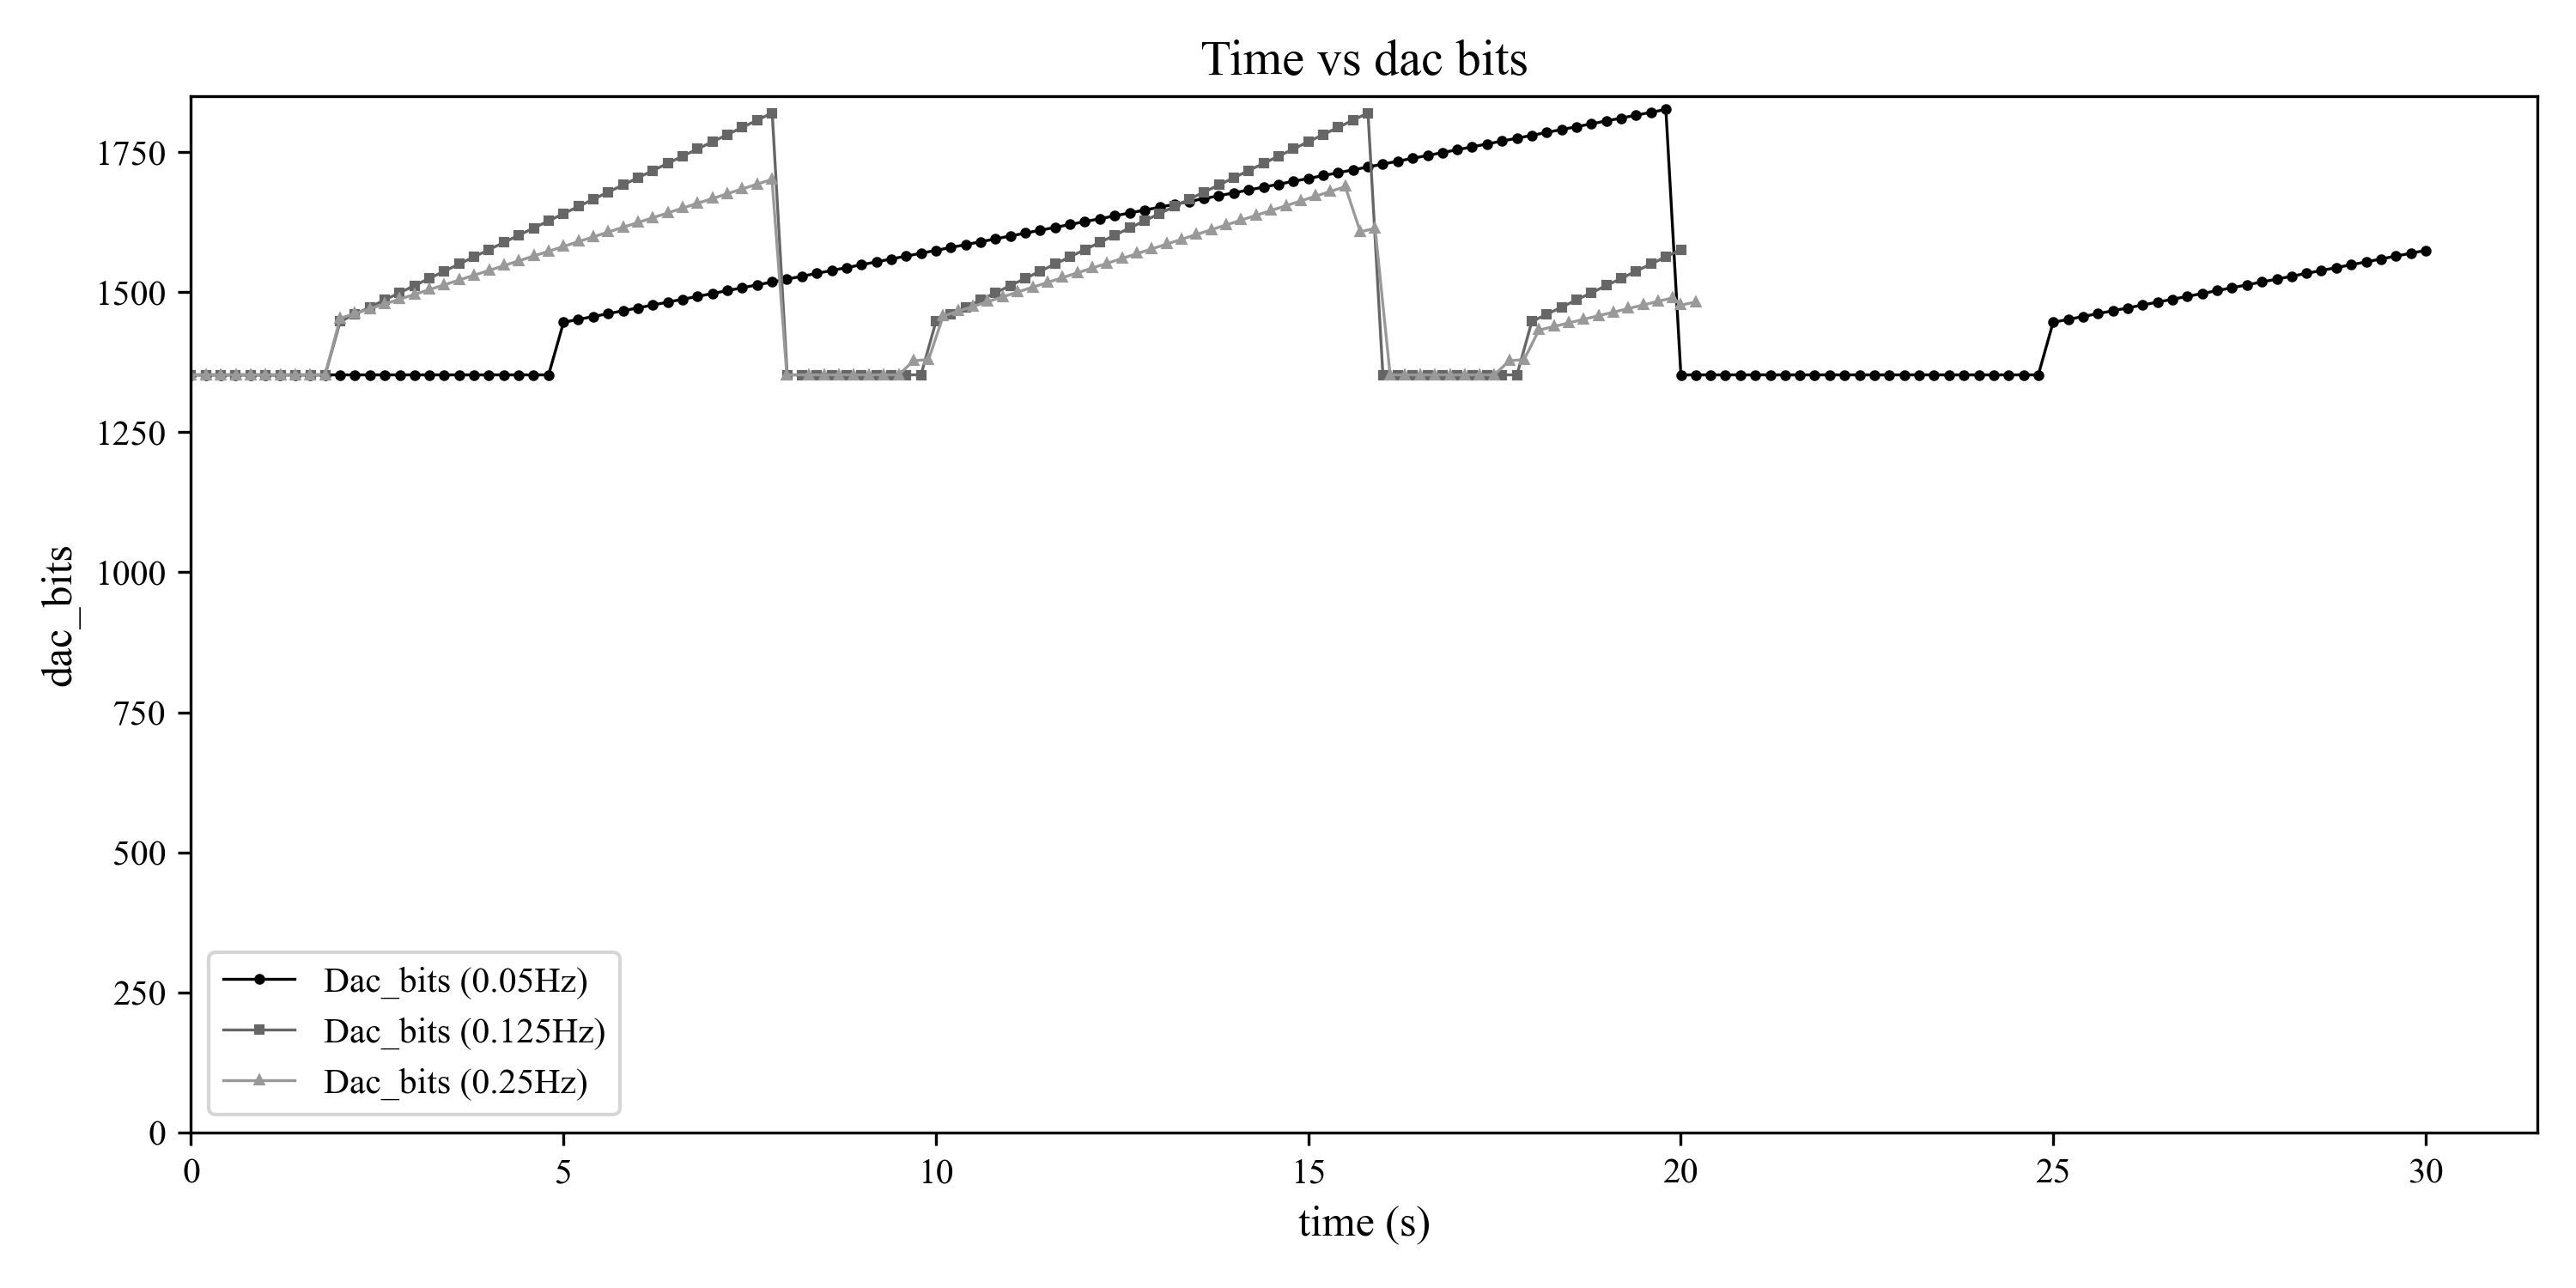 Time vs dac bits
1750
1500
1250
1000
750
500
250
0
dac_bits
Dac_bits (0.05Hz)
Dac_bits (0.125Hz)
Dac_bits (0.25Hz)
0 5 10 15 20 25 30
time (s)